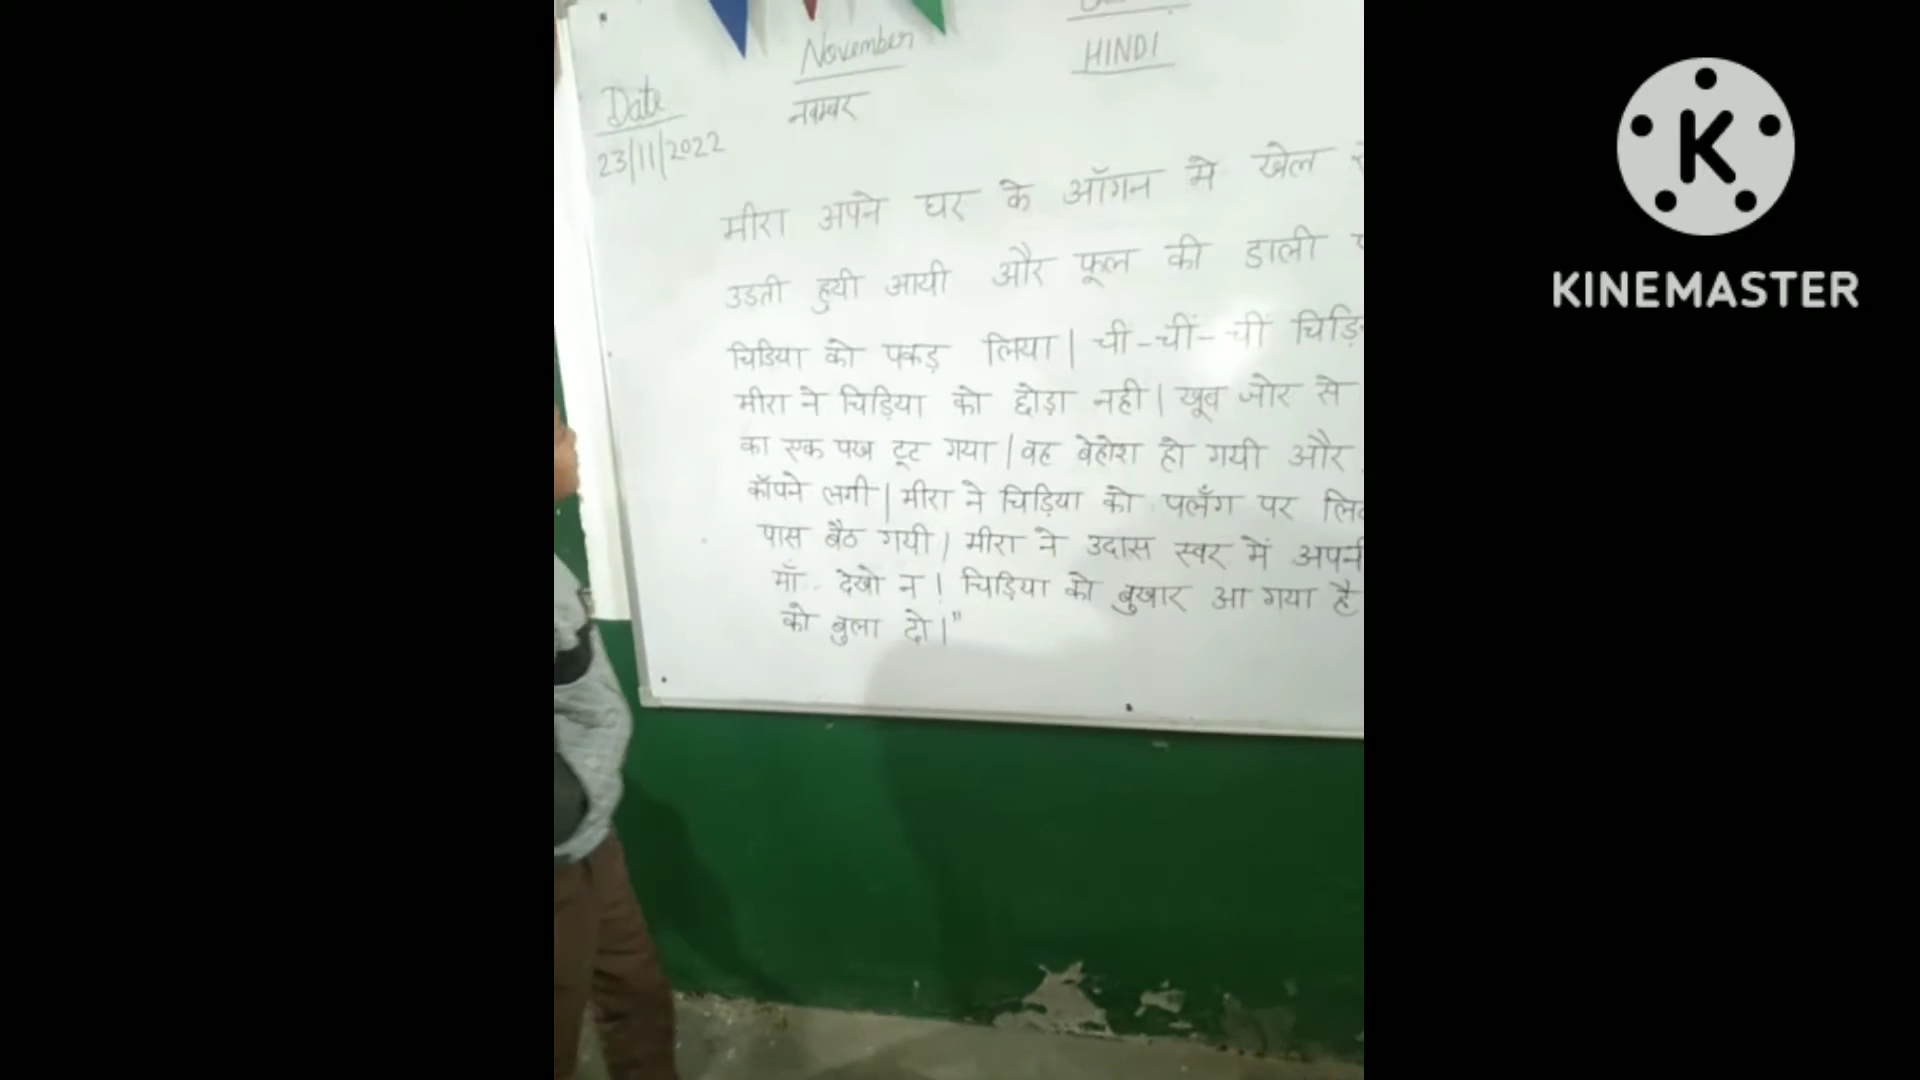 November
HINDI
Date
नवम्बर
23/11/2022
मीरा अपने घर के ऑगन मे खेल
उडती हुयी आयी और फूल की डाली
चिडिया को पकड़ लिया। चीं-चीं-चीं
मीरा ने चिड़िया को छोड़ा नही। खूब जोर से
का एक पख टूट गया। वह बेहोश हो गयी और
कॉपने लगी। मीरा ने चिड़िया को पलँग पर
पास बैठ गयी। मीरा ने उदास स्वर में
माँ.. देखो न! चिड़िया को बुखार आ गया है
को बुला दो।"
K
KINEMASTER